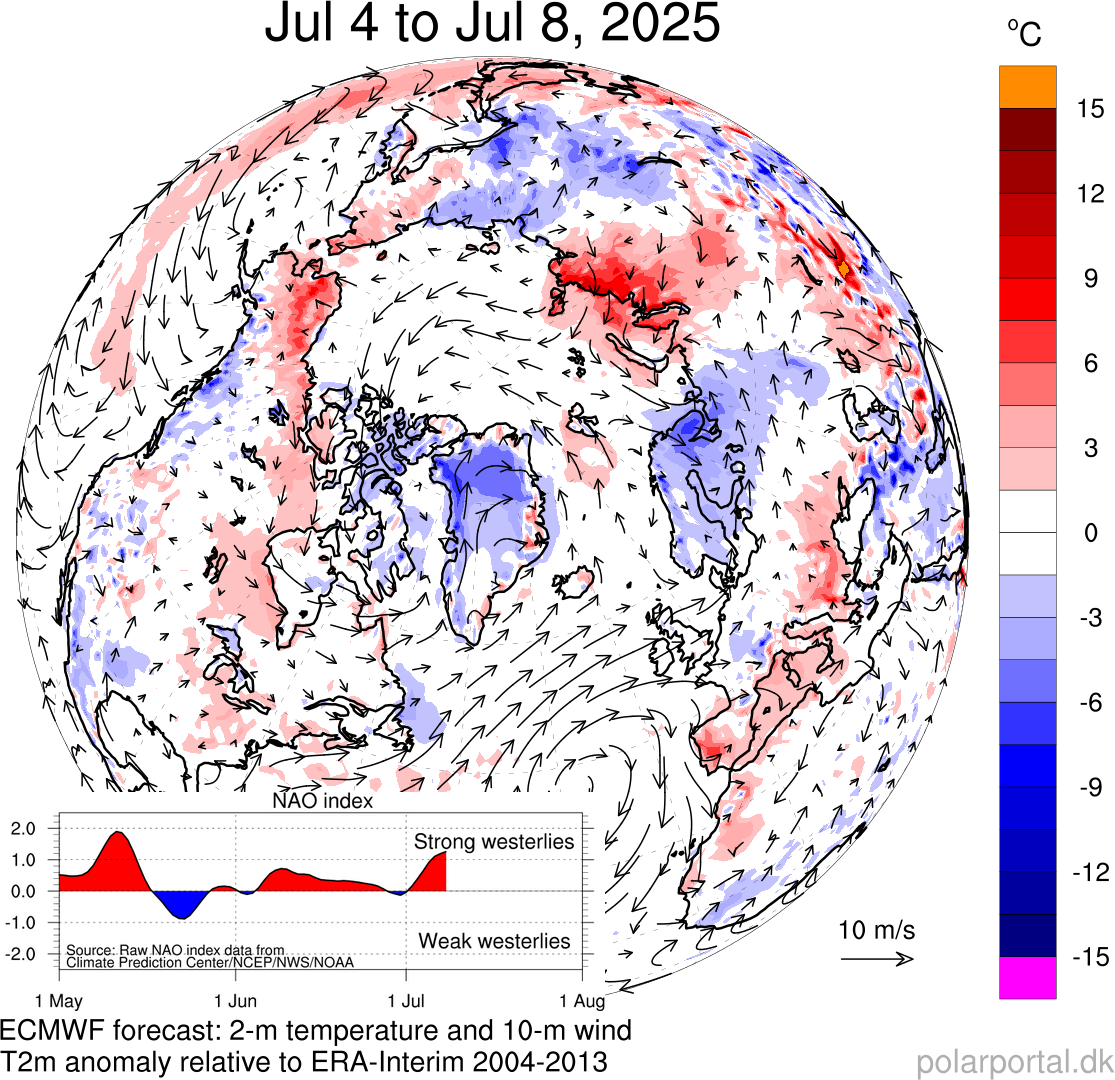 Jul 4 to Jul 8, 2025
°C
15
12
9
6
3
0
-3
-6
-9
-12
-15
10 m/s
NAO index
2.0
1.0
0.0
-1.0
-2.0
Strong westerlies
Weak westerlies
Source: Raw NAO index data from
Climate Prediction Center/NCEP/NWS/NOAA
1 May
1 Jun
1 Jul
1 Aug
ECMWF forecast: 2-m temperature and 10-m wind
T2m anomaly relative to ERA-Interim 2004-2013
polarportal.dk